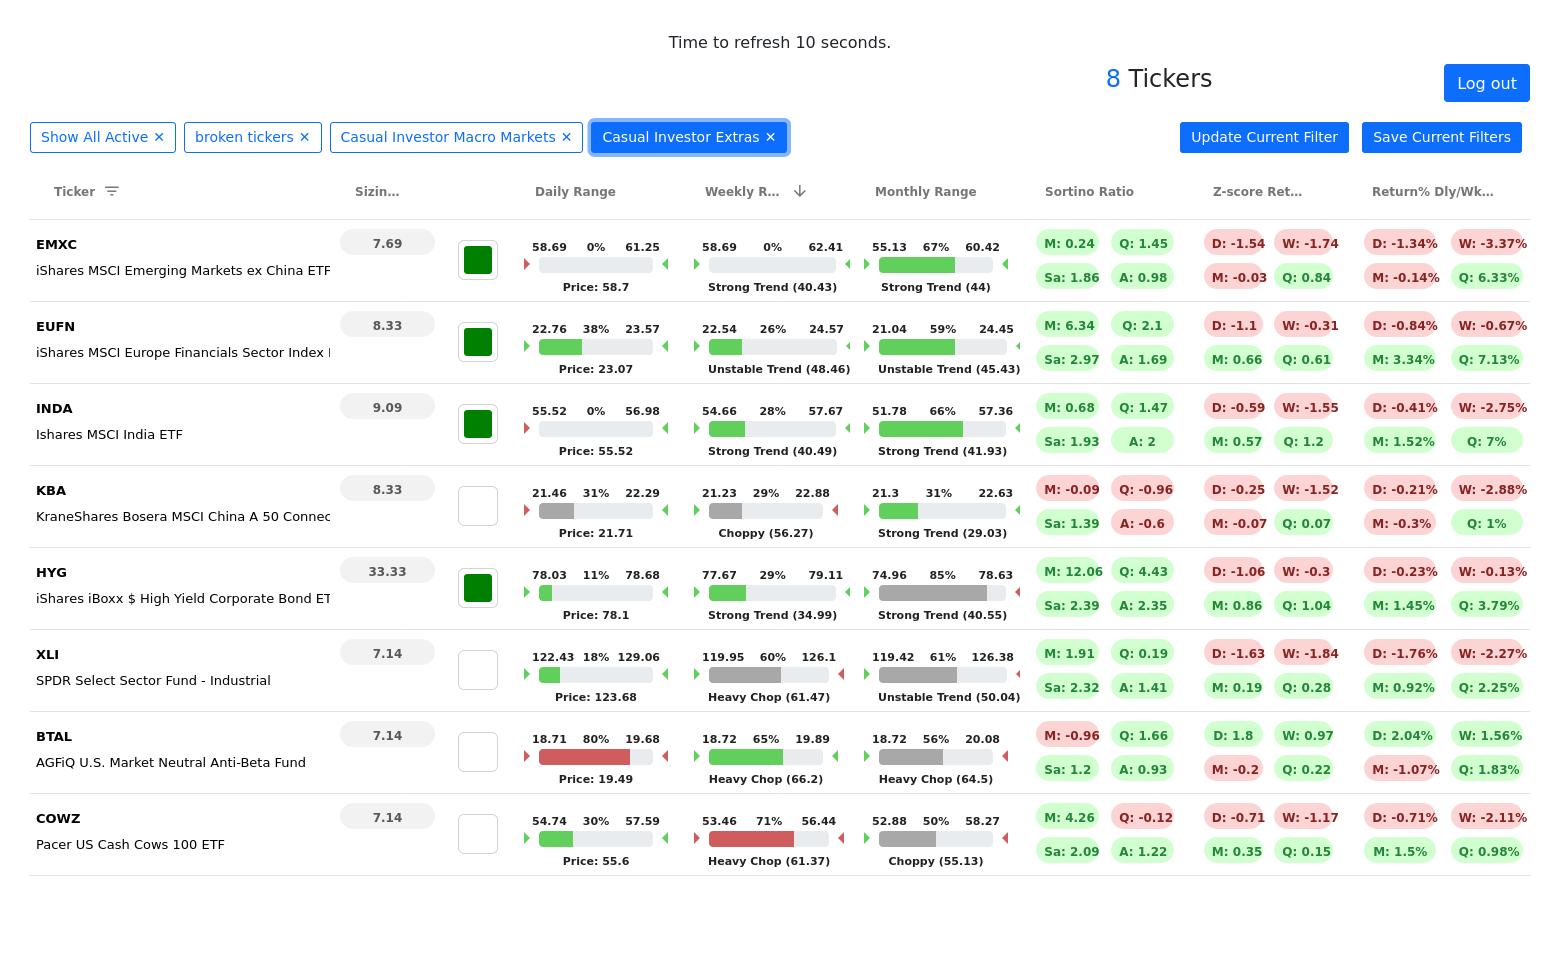 Time to refresh 10 seconds.
8 Tickers
Log out
Show All Active ✕ broken tickers ✕ Casual Investor Macro Markets ✕ Casual Investor Extras ✕ Update Current Filter Save Current Filters
Ticker Sizin... Daily Range Weekly R... Monthly Range Sortino Ratio Z-score Ret... Return% Dly/Wk...
EMXC 7.69 58.69 0% 61.25 58.69 0% 62.41 55.13 67% 60.42 M: 0.24 Q: 1.45 D: -1.54 W: -1.74 D: -1.34% W: -3.37%
iShares MSCI Emerging Markets ex China ETF Sa: 1.86 A: 0.98 M: -0.03 Q: 0.84 M: -0.14% Q: 6.33%
Price: 58.7 Strong Trend (40.43) Strong Trend (44)
EUFN 8.33 22.76 38% 23.57 22.54 26% 24.57 21.04 59% 24.45 M: 6.34 Q: 2.1 D: -1.1 W: -0.31 D: -0.84% W: -0.67%
iShares MSCI Europe Financials Sector Index Sa: 2.97 A: 1.69 M: 0.66 Q: 0.61 M: 3.34% Q: 7.13%
Price: 23.07 Unstable Trend (48.46) Unstable Trend (45.43)
INDA 9.09 55.52 0% 56.98 54.66 28% 57.67 51.78 66% 57.36 M: 0.68 Q: 1.47 D: -0.59 W: -1.55 D: -0.41% W: -2.75%
Ishares MSCI India ETF Sa: 1.93 A: 2 M: 0.57 Q: 1.2 M: 1.52% Q: 7%
Price: 55.52 Strong Trend (40.49) Strong Trend (41.93)
KBA 8.33 21.46 31% 22.29 21.23 29% 22.88 21.3 31% 22.63 M: -0.09 Q: -0.96 D: -0.25 W: -1.52 D: -0.21% W: -2.88%
KraneShares Bosera MSCI China A 50 Connec Sa: 1.39 A: -0.6 M: -0.07 Q: 0.07 M: -0.3% Q: 1%
Price: 21.71 Choppy (56.27) Strong Trend (29.03)
HYG 33.33 78.03 11% 78.68 77.67 29% 79.11 74.96 85% 78.63 M: 12.06 Q: 4.43 D: -1.06 W: -0.3 D: -0.23% W: -0.13%
iShares iBoxx $ High Yield Corporate Bond ET Sa: 2.39 A: 2.35 M: 0.86 Q: 1.04 M: 1.45% Q: 3.79%
Price: 78.1 Strong Trend (34.99) Strong Trend (40.55)
XLI 7.14 122.43 18% 129.06 119.95 60% 126.1 119.42 61% 126.38 M: 1.91 Q: 0.19 D: -1.63 W: -1.84 D: -1.76% W: -2.27%
SPDR Select Sector Fund - Industrial Sa: 2.32 A: 1.41 M: 0.19 Q: 0.28 M: 0.92% Q: 2.25%
Price: 123.68 Heavy Chop (61.47) Unstable Trend (50.04)
BTAL 7.14 18.71 80% 19.68 18.72 65% 19.89 18.72 56% 20.08 M: -0.96 Q: 1.66 D: 1.8 W: 0.97 D: 2.04% W: 1.56%
AGFiQ U.S. Market Neutral Anti-Beta Fund Sa: 1.2 A: 0.93 M: -0.2 Q: 0.22 M: -1.07% Q: 1.83%
Price: 19.49 Heavy Chop (66.2) Heavy Chop (64.5)
COWZ 7.14 54.74 30% 57.59 53.46 71% 56.44 52.88 50% 58.27 M: 4.26 Q: -0.12 D: -0.71 W: -1.17 D: -0.71% W: -2.11%
Pacer US Cash Cows 100 ETF Sa: 2.09 A: 1.22 M: 0.35 Q: 0.15 M: 1.5% Q: 0.98%
Price: 55.6 Heavy Chop (61.37) Choppy (55.13)